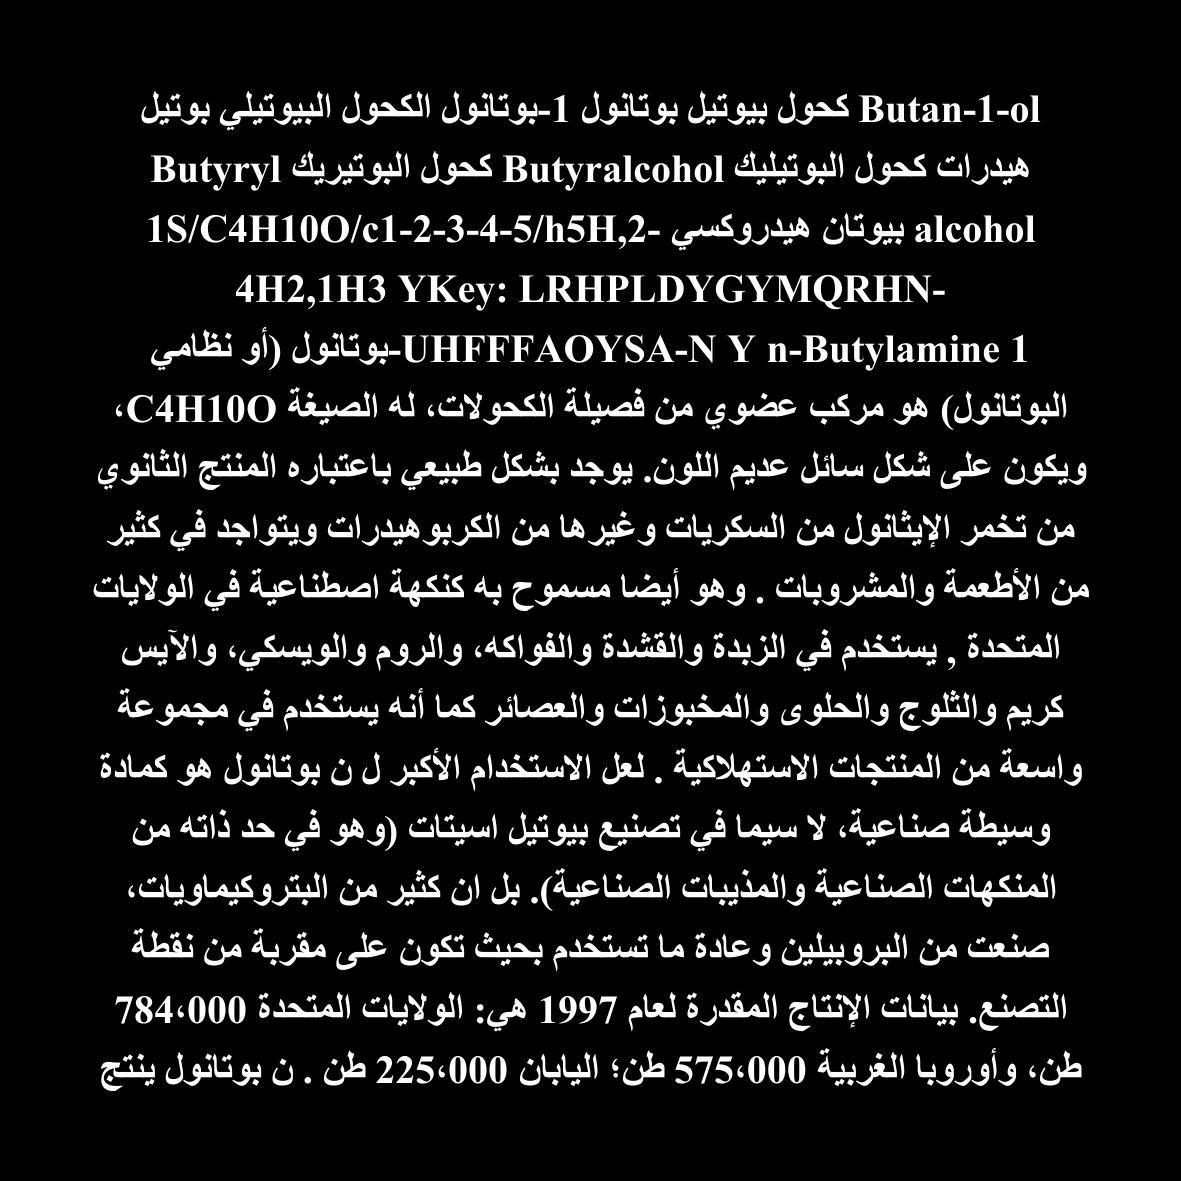 Butan-1-ol كحول بيوتيل بوتانول 1-بوتانول الكحول البيوتيلي بوتيل
هيدرات كحول البوتيليك Butyralcohol كحول البوتيريك Butyryl
alcohol بيوتان هيدروكسي 1S/C4H10O/c1-2-3-4-5/h5H,2-
4H2,1H3 YKey: LRHPLDYGYMQRHN-
UHFFFAOYSA-N Y n-Butylamine 1-بوتانول (أو نظامي
البوتانول) هو مركب عضوي من فصيلة الكحولات، له الصيغة C4H10O،
ويكون على شكل سائل عديم اللون. يوجد بشكل طبيعي باعتباره المنتج الثانوي
من تخمر الإيثانول من السكريات وغيرها من الكربوهيدرات ويتواجد في كثير
من الأطعمة والمشروبات . وهو أيضا مسموح به كنكهة اصطناعية في الولايات
المتحدة , يستخدم في الزبدة والقشدة والفواكه، والروم والويسكي، والآيس
كريم والثلوج والحلوى والمخبوزات والعصائر كما أنه يستخدم في مجموعة
واسعة من المنتجات الاستهلاكية . لعل الاستخدام الأكبر ل ن بوتانول هو كمادة
وسيطة صناعية، لا سيما في تصنيع بيوتيل اسيتات (وهو في حد ذاته من
المنكهات الصناعية والمذيبات الصناعية). بل ان كثير من البتروكيماويات،
صنعت من البروبيلين وعادة ما تستخدم بحيث تكون على مقربة من نقطة
التصنع. بيانات الإنتاج المقدرة لعام 1997 هي: الولايات المتحدة 784،000
طن، وأوروبا الغربية 575،000 طن؛ اليابان 225،000 طن . ن بوتانول ينتج